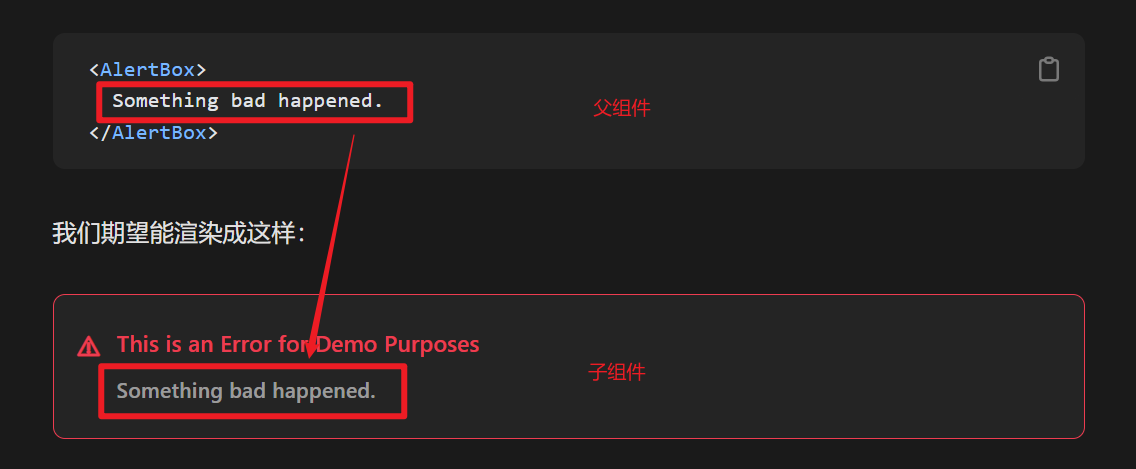 <AlertBox>
Something bad happened.
父组件
</AlertBox>
我们期望能渲染成这样：
This is an Error for Demo Purposes
子组件
Something bad happened.